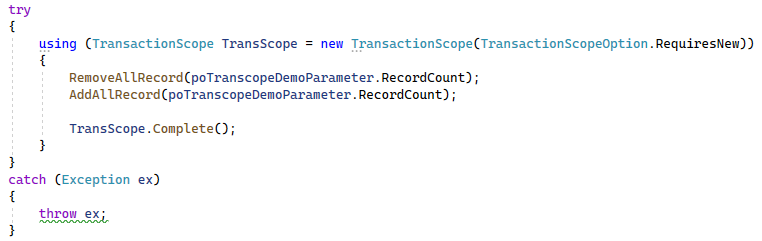 try
{
using (TransactionScope TransScope = new TransactionScope(TransactionScopeOption.RequiresNew))
{
RemoveAllRecord(poTranscopeDemoParameter.RecordCount);
AddAllRecord(poTranscopeDemoParameter.RecordCount);
TransScope.Complete();
}
}
catch (Exception ex)
{
throw ex;
}